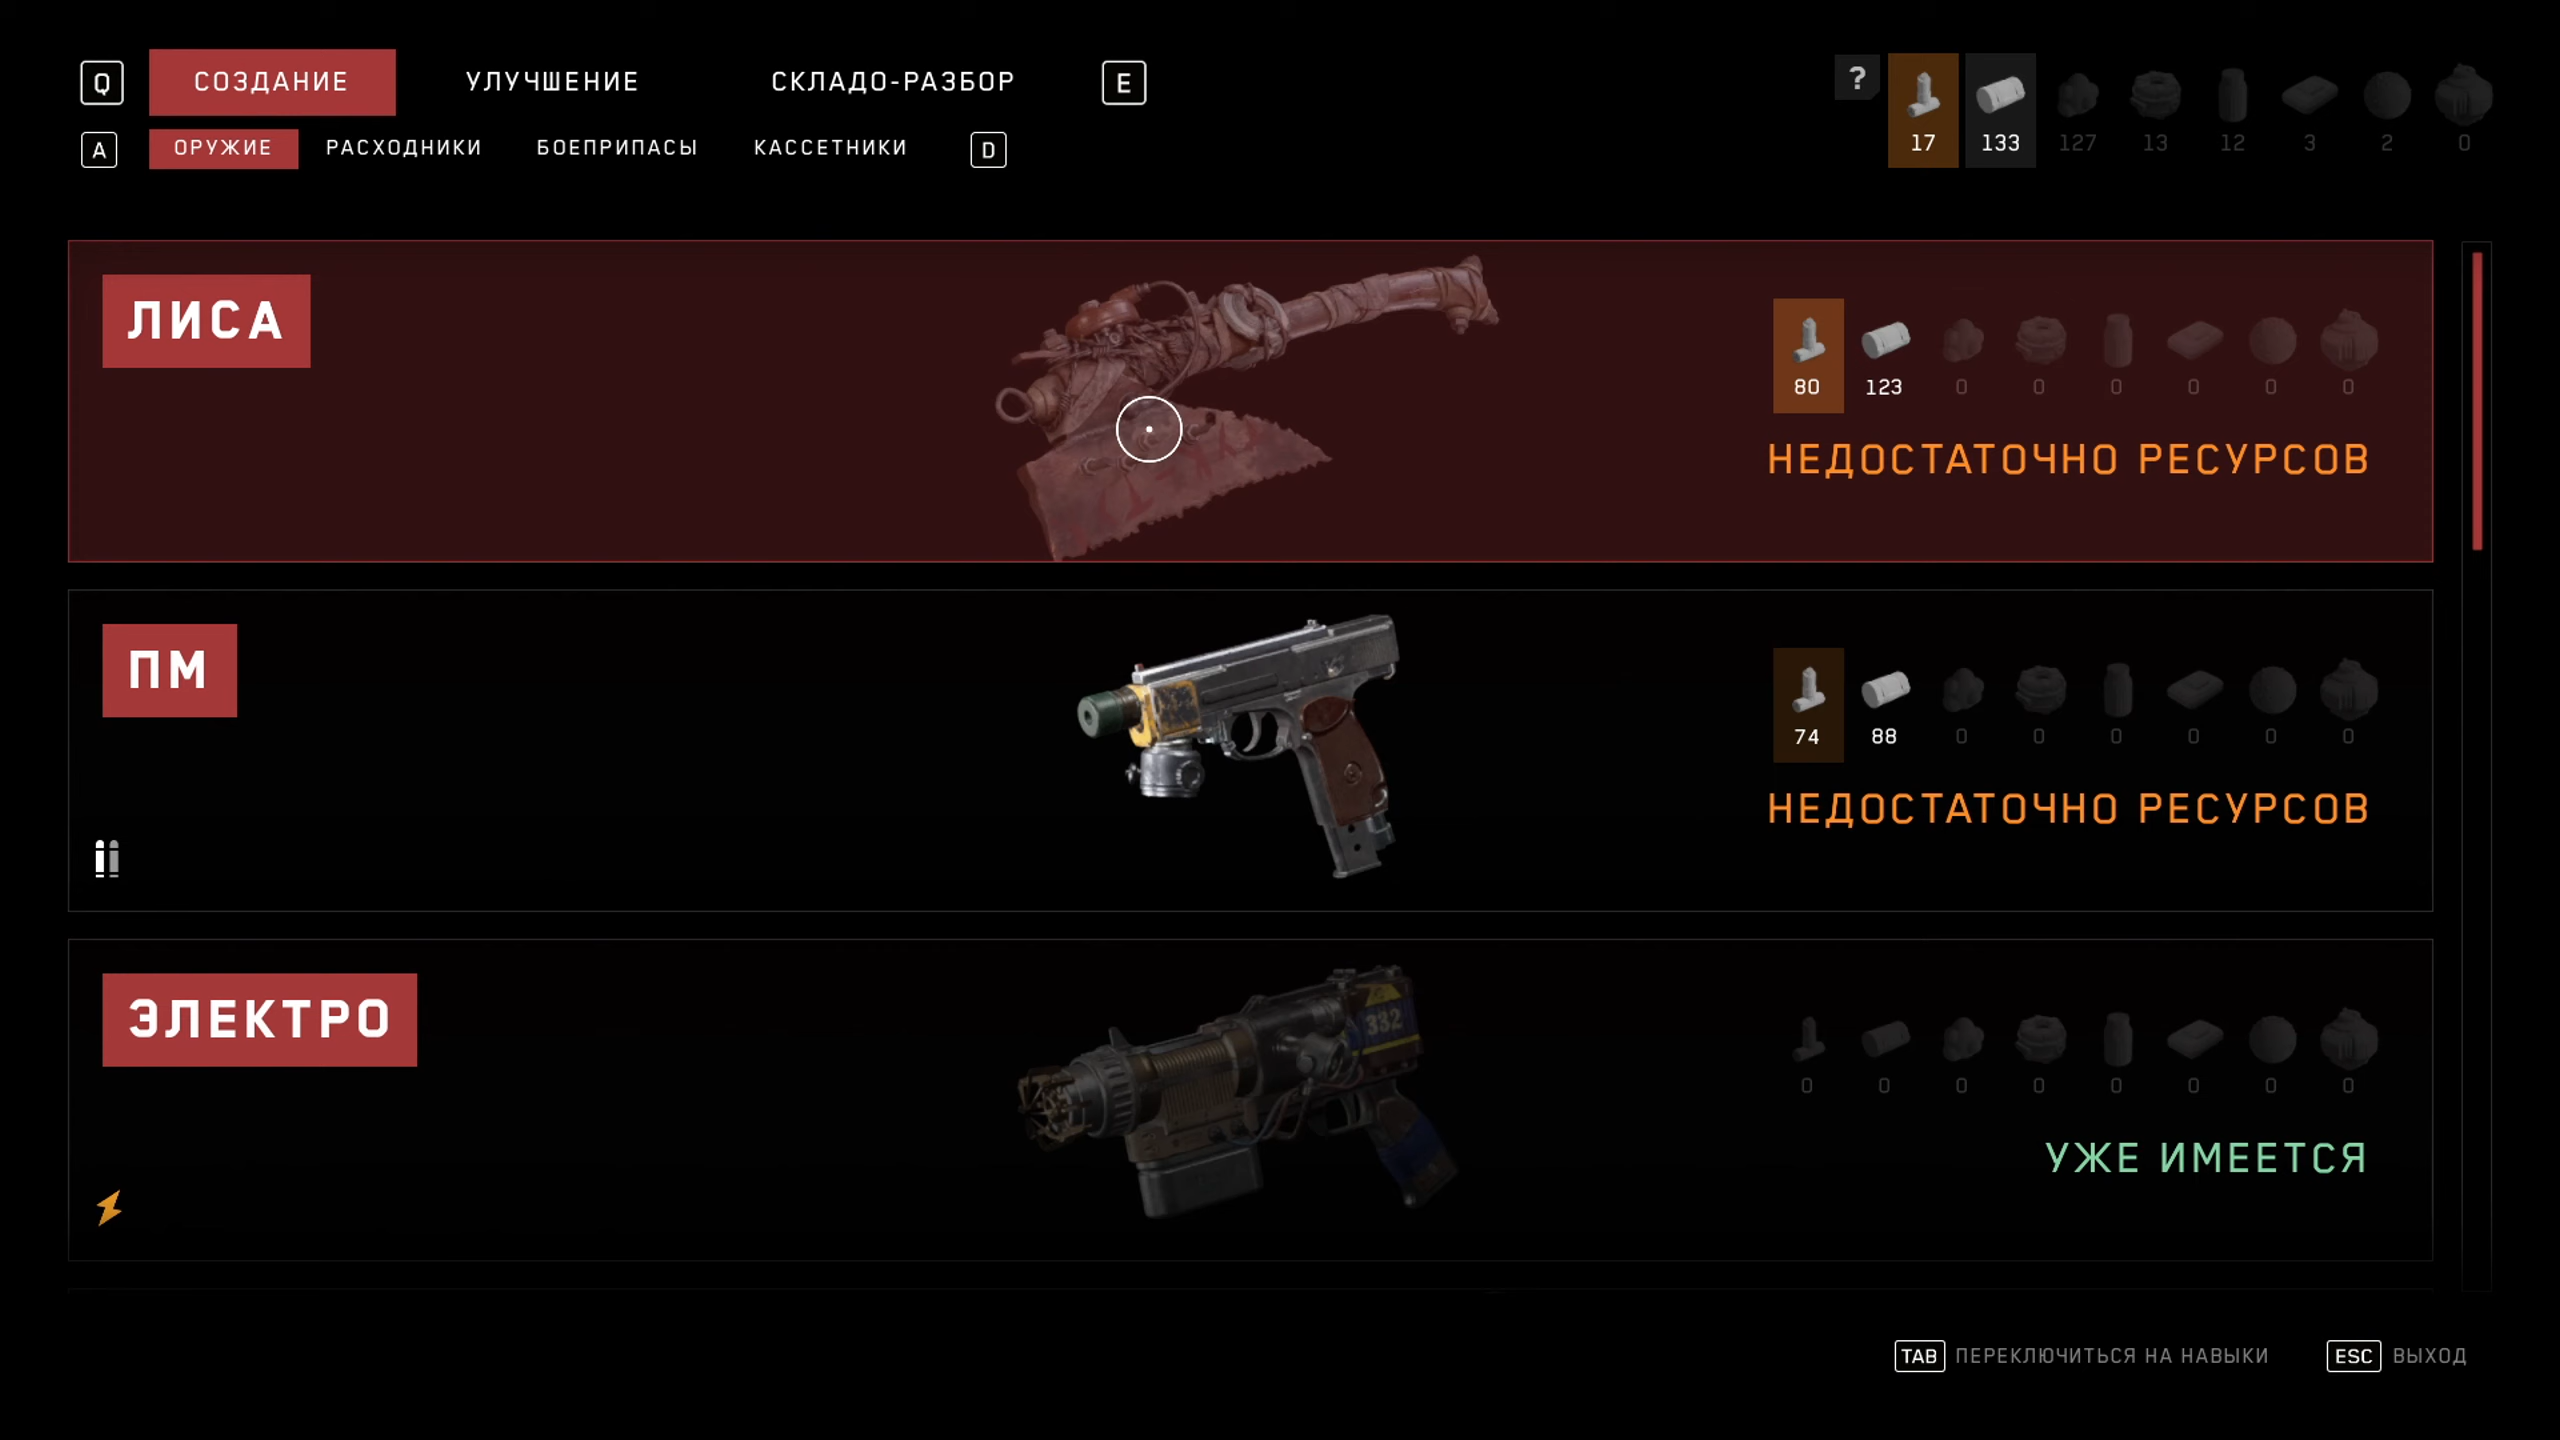 Q СОЗДАНИЕ УЛУЧШЕНИЕ СКЛАДО-РАЗБОР E
A ОРУЖИЕ РАСХОДНИКИ БОЕПРИПАСЫ КАССЕТНИКИ D
?
17 133 127 13 12 3 2 0
ЛИСА
80 123 0 0 0 0 0 0
НЕДОСТАТОЧНО РЕСУРСОВ
ПМ
74 88 0 0 0 0 0 0
НЕДОСТАТОЧНО РЕСУРСОВ
ЭЛЕКТРО
332
0 0 0 0 0 0 0 0
УЖЕ ИМЕЕТСЯ
TAB ПЕРЕКЛЮЧИТЬСЯ НА НАВЫКИ ESC ВЫХОД